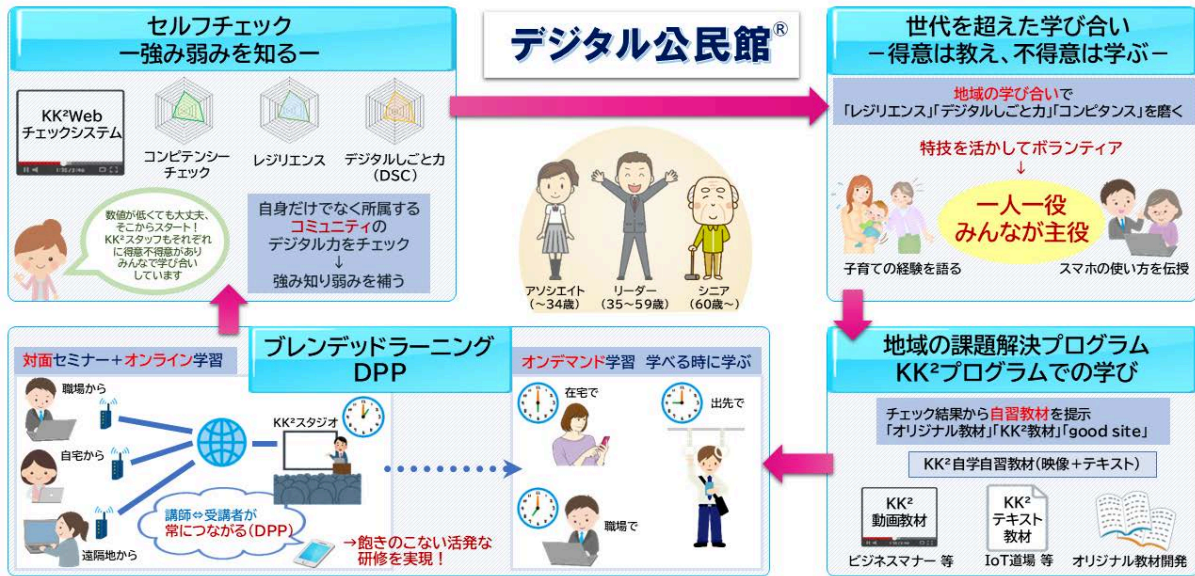 デジタル公民館®
セルフチェック
ー強み弱みを知るー
KK²Web
チェックシステム
コンピテンシー
チェック
レジリエンス
デジタルしごと力
(DSC)
数値が低くても大丈夫、
そこからスタート！
KK²スタッフもそれぞれ
に得意不得意があり
みんなで学び合い
しています
自身だけでなく所属する
コミュニティの
デジタル力をチェック
↓
強み知り弱みを補う
アソシエイト
(～34歳)
リーダー
(35～59歳)
シニア
(60歳～)
世代を超えた学び合い
－得意は教え、不得意は学ぶ－
地域の学び合いで
「レジリエンス」「デジタルしごと力」「コンピタンス」を磨く
特技を活かしてボランティア
↓
一人一役
みんなが主役
子育ての経験を語る
スマホの使い方を伝授
地域の課題解決プログラム
KK²プログラムでの学び
チェック結果から自習教材を提示
「オリジナル教材」「KK²教材」「good site」
KK²自学自習教材(映像＋テキスト)
KK²
動画教材
ビジネスマナー 等
KK²
テキスト
教材
IoT道場 等
オリジナル教材開発
ブレンデッドラーニング
DPP
対面セミナー＋オンライン学習
職場から
自宅から
遠隔地から
KK²スタジオ
講師⇔受講者が
常につながる(DPP)
→飽きのこない活発な
研修を実現！
オンデマンド学習 学べる時に学ぶ
在宅で
出先で
職場で